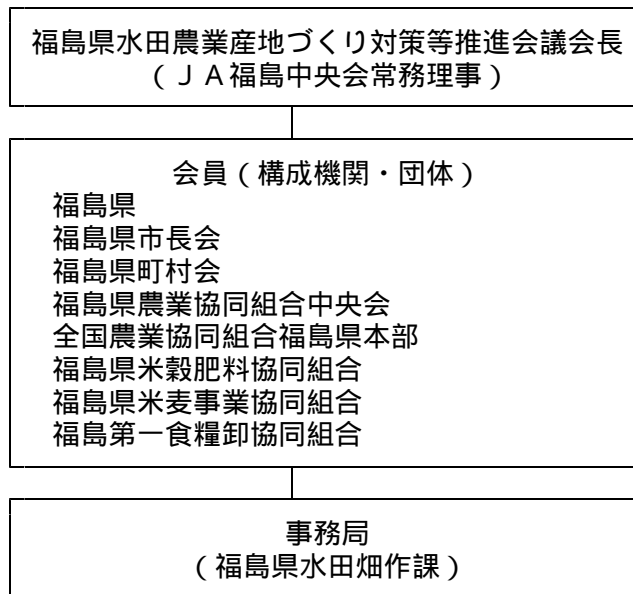 福島県水田農業産地づくり対策等推進会議会長
（ＪＡ福島中央会常務理事）
会員（構成機関・団体）
福島県
福島県市長会
福島県町村会
福島県農業協同組合中央会
全国農業協同組合福島県本部
福島県米穀肥料協同組合
福島県米麦事業協同組合
福島第一食糧卸協同組合
事務局
（福島県水田畑作課）